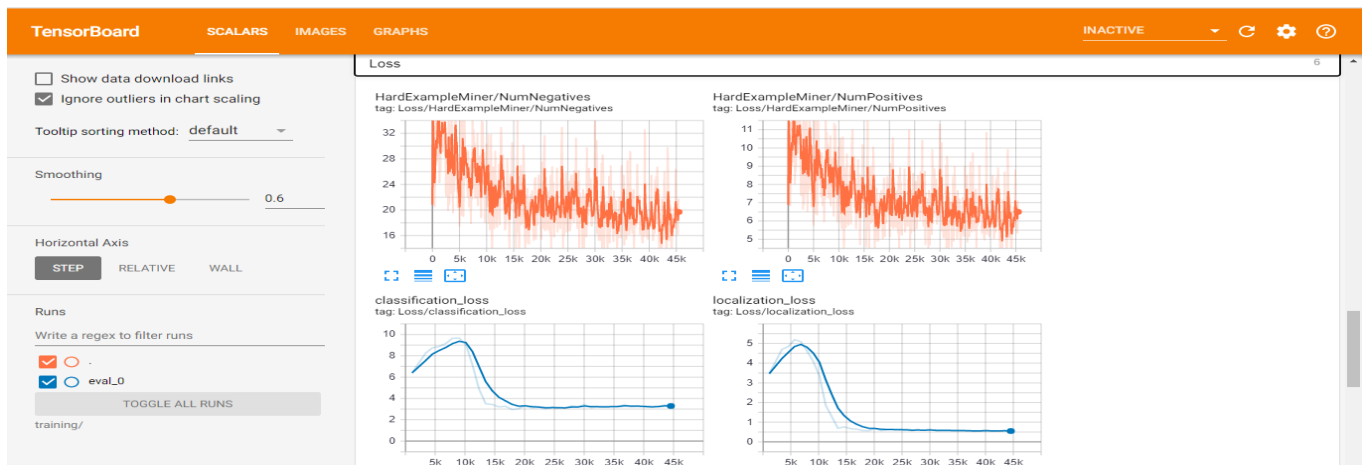 TensorBoard SCALARS IMAGES GRAPHS INACTIVE
Show data download links
Ignore outliers in chart scaling
Tooltip sorting method: default
Smoothing
0.6
Horizontal Axis
STEP RELATIVE WALL
Runs
Write a regex to filter runs
.
eval_0
TOGGLE ALL RUNS
training/
Loss 6
HardExampleMiner/NumNegatives
tag: Loss/HardExampleMiner/NumNegatives
32
28
24
20
16
0 5k 10k 15k 20k 25k 30k 35k 40k 45k
HardExampleMiner/NumPositives
tag: Loss/HardExampleMiner/NumPositives
11
10
9
8
7
6
5
0 5k 10k 15k 20k 25k 30k 35k 40k 45k
classification_loss
tag: Loss/classification_loss
10
8
6
4
2
0
5k 10k 15k 20k 25k 30k 35k 40k 45k
localization_loss
tag: Loss/localization_loss
5
4
3
2
1
0
5k 10k 15k 20k 25k 30k 35k 40k 45k